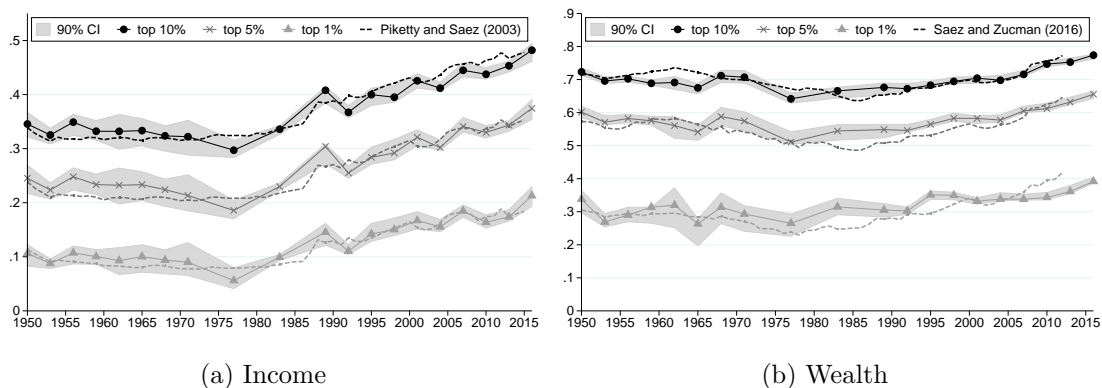 90% CI top 10% top 5% top 1% Piketty and Saez (2003)
.5
.4
.3
.2
.1
0
1950 1955 1960 1965 1970 1975 1980 1985 1990 1995 2000 2005 2010 2015
(a) Income
90% CI top 10% top 5% top 1% Saez and Zucman (2016)
.9
.8
.7
.6
.5
.4
.3
.2
.1
0
1950 1955 1960 1965 1970 1975 1980 1985 1990 1995 2000 2005 2010 2015
(b) Wealth